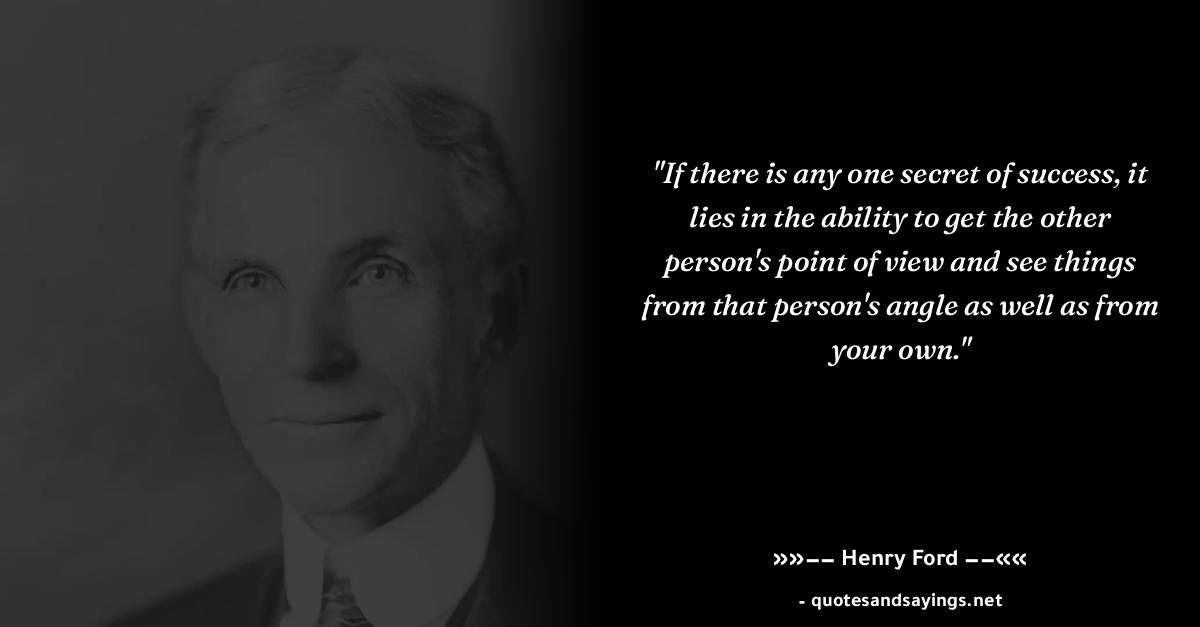 "If there is any one secret of success, it
lies in the ability to get the other
person's point of view and see things
from that person's angle as well as from
your own."
»»−− Henry Ford −−««
- quotesandsayings.net